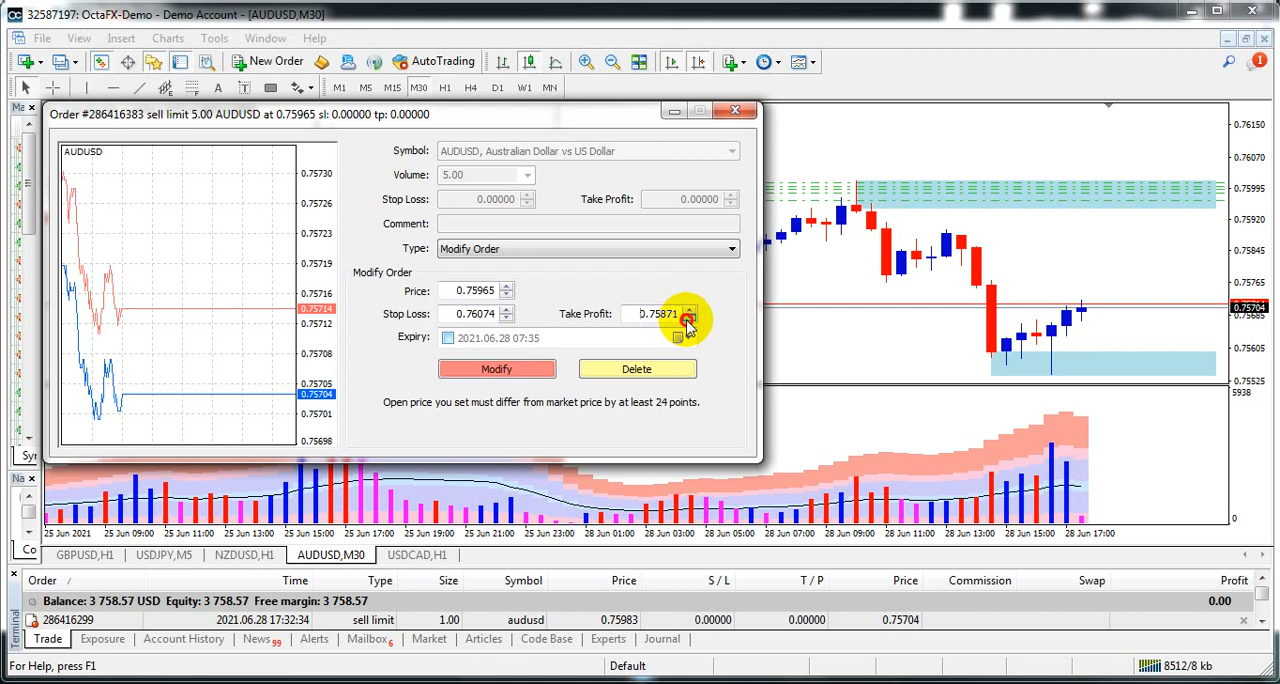 32587197: OctaFX-Demo - Demo Account - [AUDUSD,M30]
File View Insert Charts Tools Window Help
New Order AutoTrading
M1 M5 M15 M30 H1 H4 D1 W1 MN
Order #286416383 sell limit 5.00 AUDUSD at 0.75965 sl: 0.00000 tp: 0.00000
AUDUSD
0.75730
0.75726
0.75723
0.75719
0.75716
0.75714
0.75712
0.75708
0.75705
0.75704
0.75701
0.75698
Symbol: AUDUSD, Australian Dollar vs US Dollar
Volume: 5.00
Stop Loss: 0.00000 Take Profit: 0.00000
Comment:
Type: Modify Order
Modify Order
Price: 0.75965
Stop Loss: 0.76074 Take Profit: 0.75871
Expiry: 2021.06.28 07:35
Modify Delete
Open price you set must differ from market price by at least 24 points.
0.76150
0.76070
0.75995
0.75920
0.75845
0.75765
0.75704
0.75685
0.75605
0.75525
5938
0
25 Jun 2021 25 Jun 09:00 25 Jun 11:00 25 Jun 13:00 25 Jun 15:00 25 Jun 17:00 25 Jun 19:00 25 Jun 21:00 25 Jun 23:00 28 Jun 01:00 28 Jun 03:00 28 Jun 05:00 28 Jun 07:00 28 Jun 09:00 28 Jun 11:00 28 Jun 13:00 28 Jun 15:00 28 Jun 17:00
GBPUSD,H1 USDJPY,M5 NZDUSD,H1 AUDUSD,M30 USDCAD,H1
Order / Time Type Size Symbol Price S / L T / P Price Commission Swap Profit
Balance: 3 758.57 USD Equity: 3 758.57 Free margin: 3 758.57 0.00
286416299 2021.06.28 17:32:34 sell limit 1.00 audusd 0.75983 0.00000 0.00000 0.75704
Trade Exposure Account History News 99 Alerts Mailbox 6 Market Articles Code Base Experts Journal
Terminal
For Help, press F1 Default 8512/8 kb